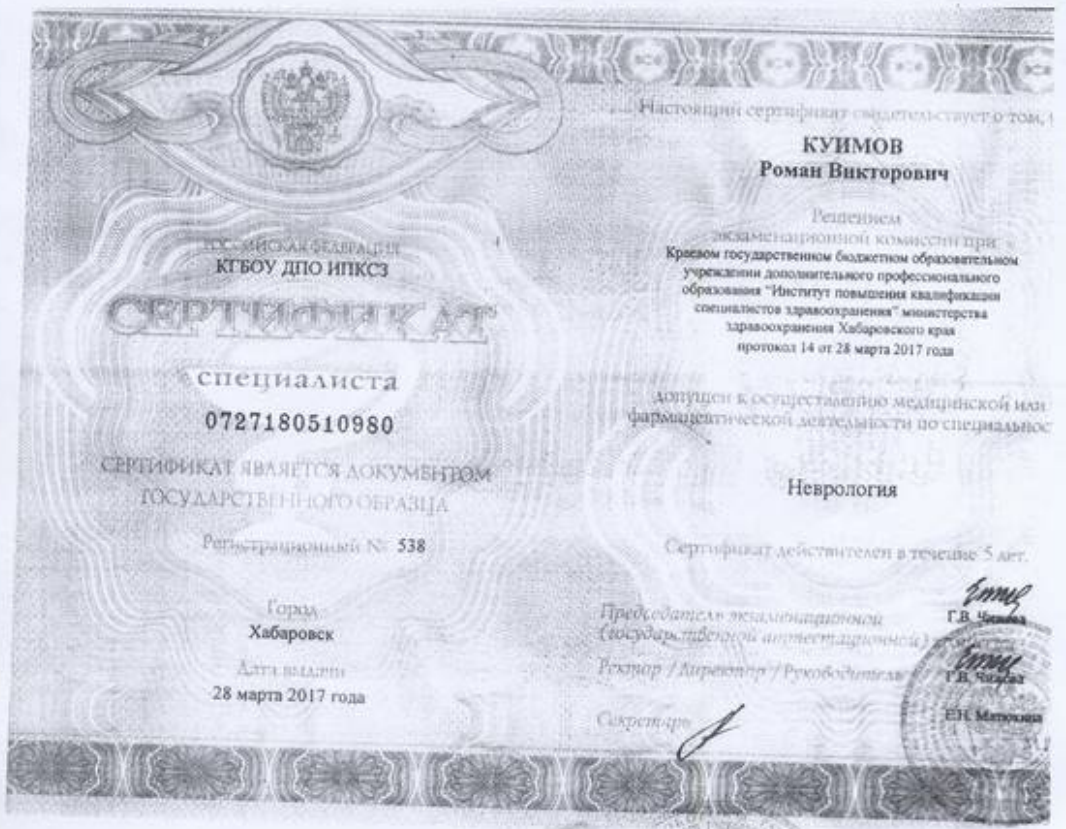 РОССИЙСКАЯ ФЕДЕРАЦИЯ
КГБОУ ДПО ИПКСЗ
СЕРТИФИКАТ
специалиста
0727180510980
СЕРТИФИКАТ ЯВЛЯЕТСЯ ДОКУМЕНТОМ
ГОСУДАРСТВЕННОГО ОБРАЗЦА
Регистрационный № 538
Город
Хабаровск
Дата выдачи
28 марта 2017 года
Настоящий сертификат свидетельствует о том,
КУИМОВ
Роман Викторович
Решением
экзаменационной комиссии при
Краевом государственном бюджетном образовательном
учреждении дополнительного профессионального
образования "Институт повышения квалификации
специалистов здравоохранения" министерства
здравоохранения Хабаровского края
протокол 14 от 28 марта 2017 года
допущен к осуществлению медицинской или
фармацевтической деятельности по специальнос
Неврология
Сертификат действителен в течение 5 лет.
Председатель экзаменационной
(государственной аттестационной)
Г.В. Чижова
Ректор / Директор / Руководитель
Г.В. Чижова
Секретарь
Е.Н. Матюхина